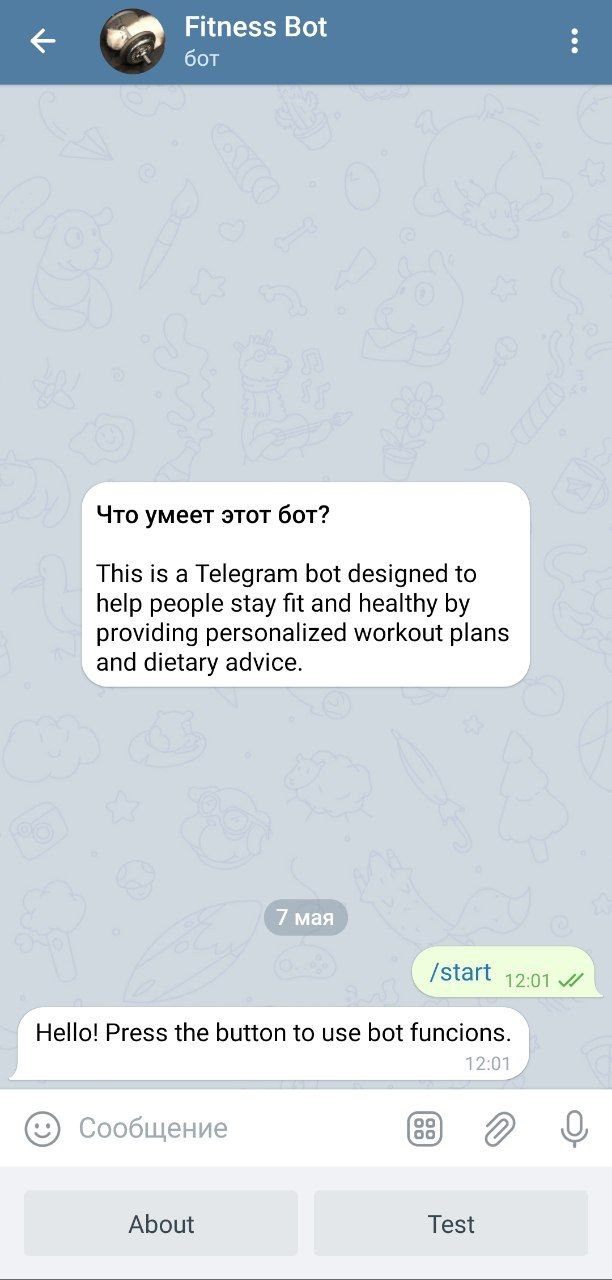 Fitness Bot
бот
Что умеет этот бот?
This is a Telegram bot designed to
help people stay fit and healthy by
providing personalized workout plans
and dietary advice.
7 мая
/start 12:01
Hello! Press the button to use bot funcions.
12:01
Сообщение
About
Test